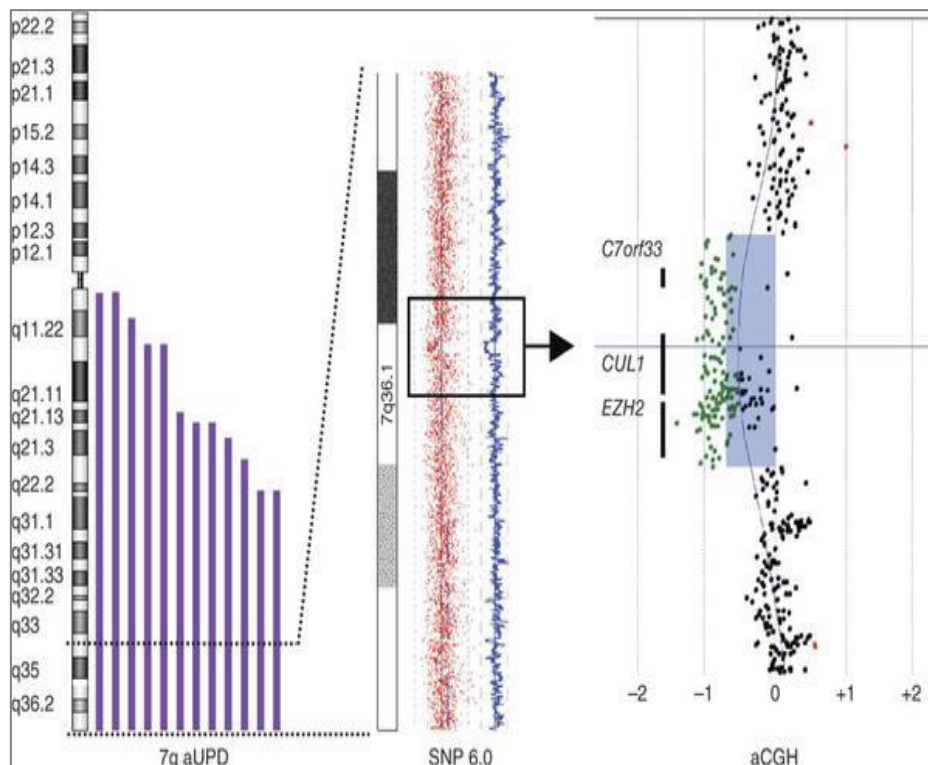 p22.2
p21.3
p21.1
p15.2
p14.3
p14.1
p12.3
p12.1
q11.22
q21.11
q21.13
q21.3
q22.2
q31.1
q31.31
q31.33
q32.2
q33
q35
q36.2
7q aUPD
7q36.1
SNP 6.0
C7orf33
CUL1
EZH2
–2 –1 0 +1 +2
aCGH